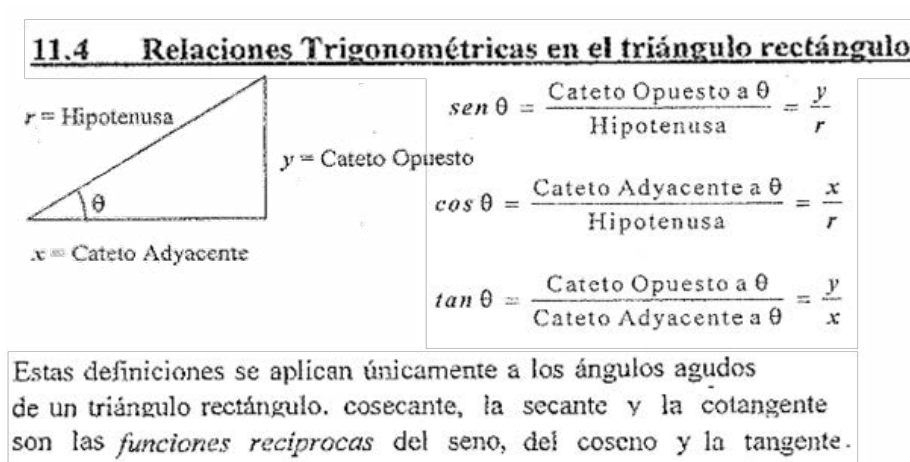 11.4 Relaciones Trigonométricas en el triángulo rectángulo
r = Hipotenusa
y = Cateto Opuesto
θ
x = Cateto Adyacente
sen θ = Cateto Opuesto a θ / Hipotenusa = y / r
cos θ = Cateto Adyacente a θ / Hipotenusa = x / r
tan θ = Cateto Opuesto a θ / Cateto Adyacente a θ = y / x
Estas definiciones se aplican únicamente a los ángulos agudos
de un triángulo rectángulo. cosecante, la secante y la cotangente
son las funciones reciprocas del seno, del coseno y la tangente.